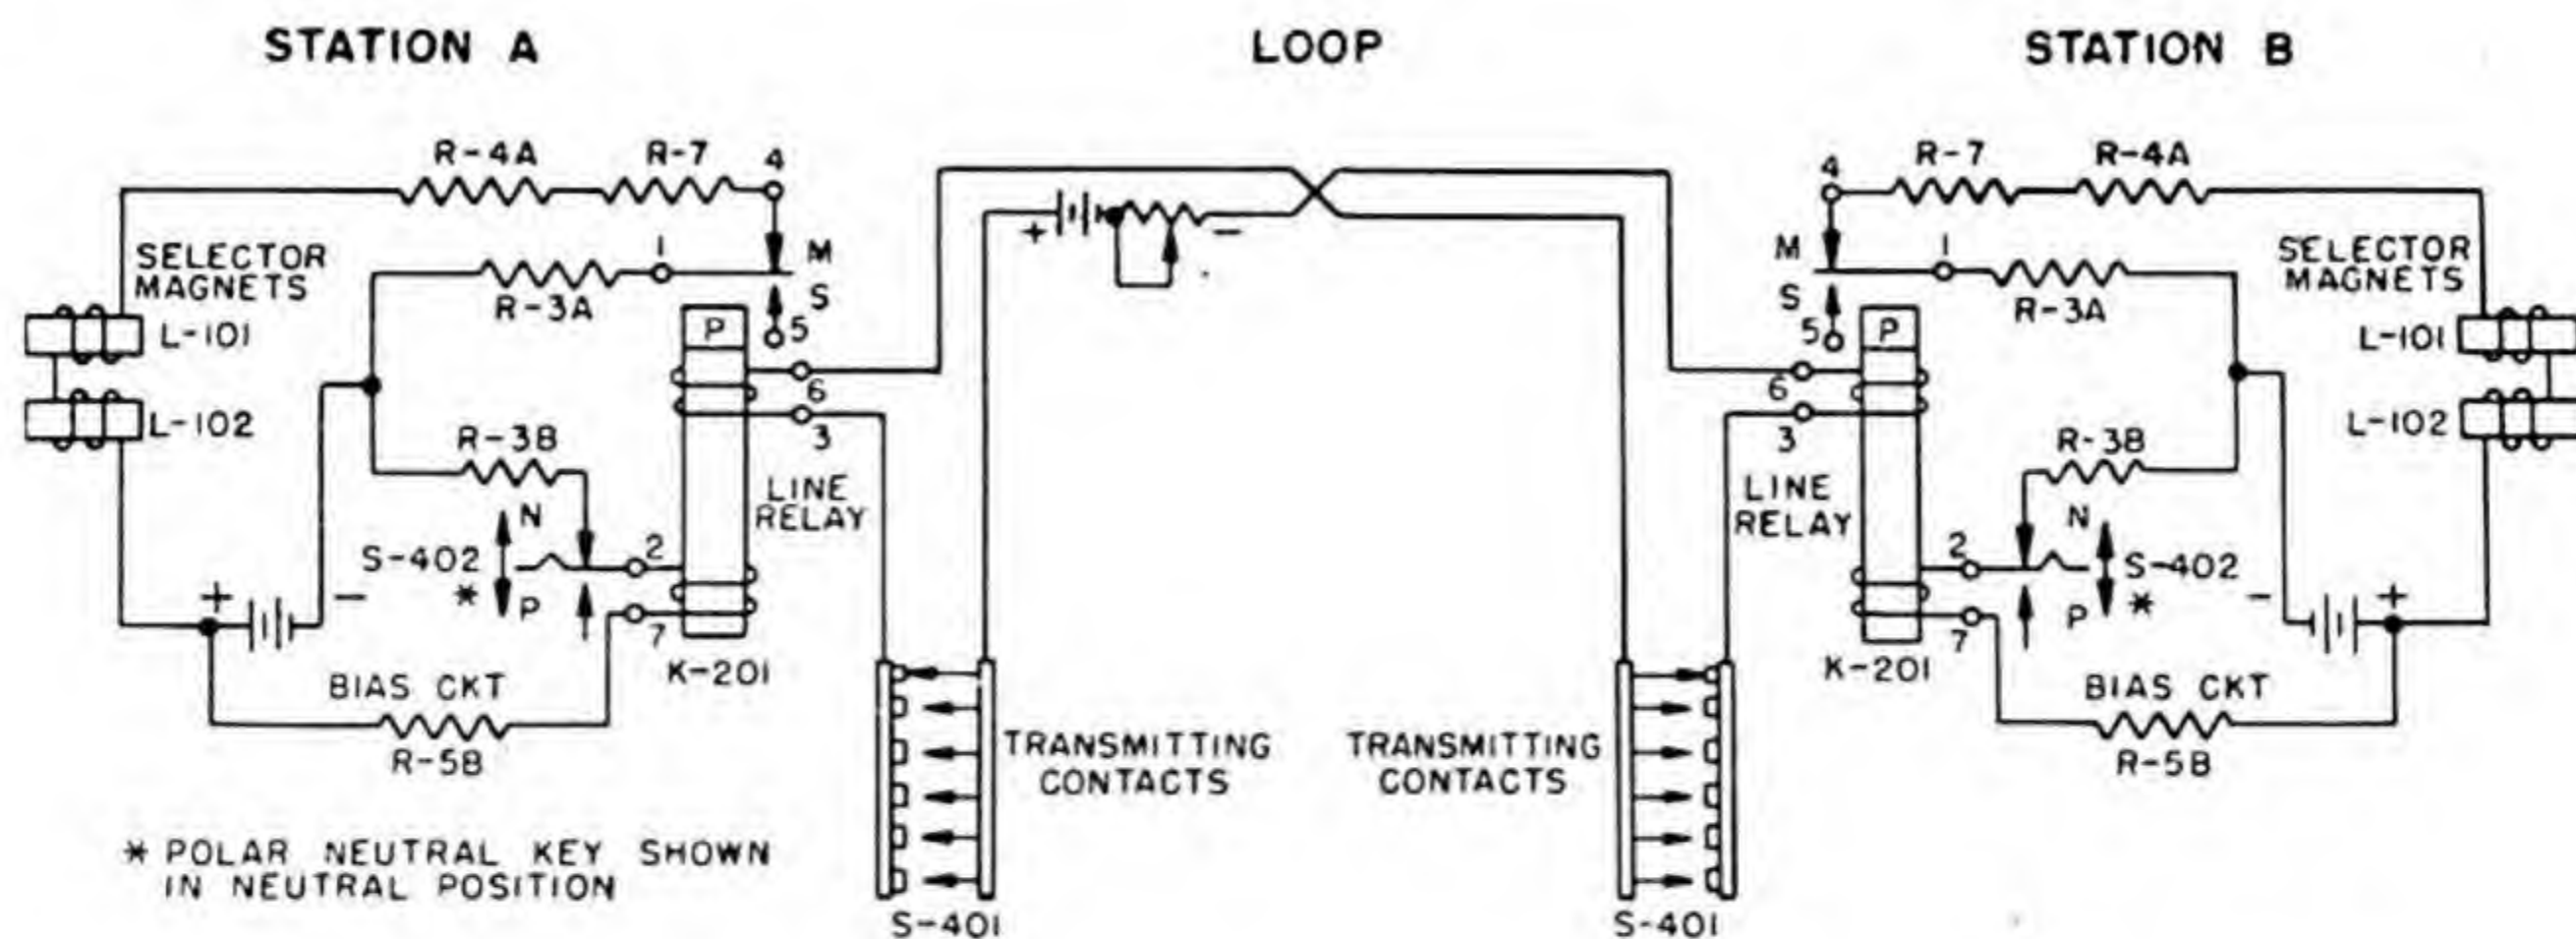 STATION A
LOOP
STATION B
R-4A
R-7
4
SELECTOR
MAGNETS
L-101
L-102
1
M
S
R-3A
P
5
6
3
R-3B
N
S-402
*
P
2
7
LINE
RELAY
K-201
+
-
BIAS CKT
R-5B
* POLAR NEUTRAL KEY SHOWN
IN NEUTRAL POSITION
+
-
TRANSMITTING
CONTACTS
S-401
TRANSMITTING
CONTACTS
S-401
4
R-7
R-4A
M
S
1
R-3A
5
P
6
3
SELECTOR
MAGNETS
L-101
L-102
R-3B
LINE
RELAY
N
2
S-402
*
P
7
K-201
-
+
BIAS CKT
R-5B